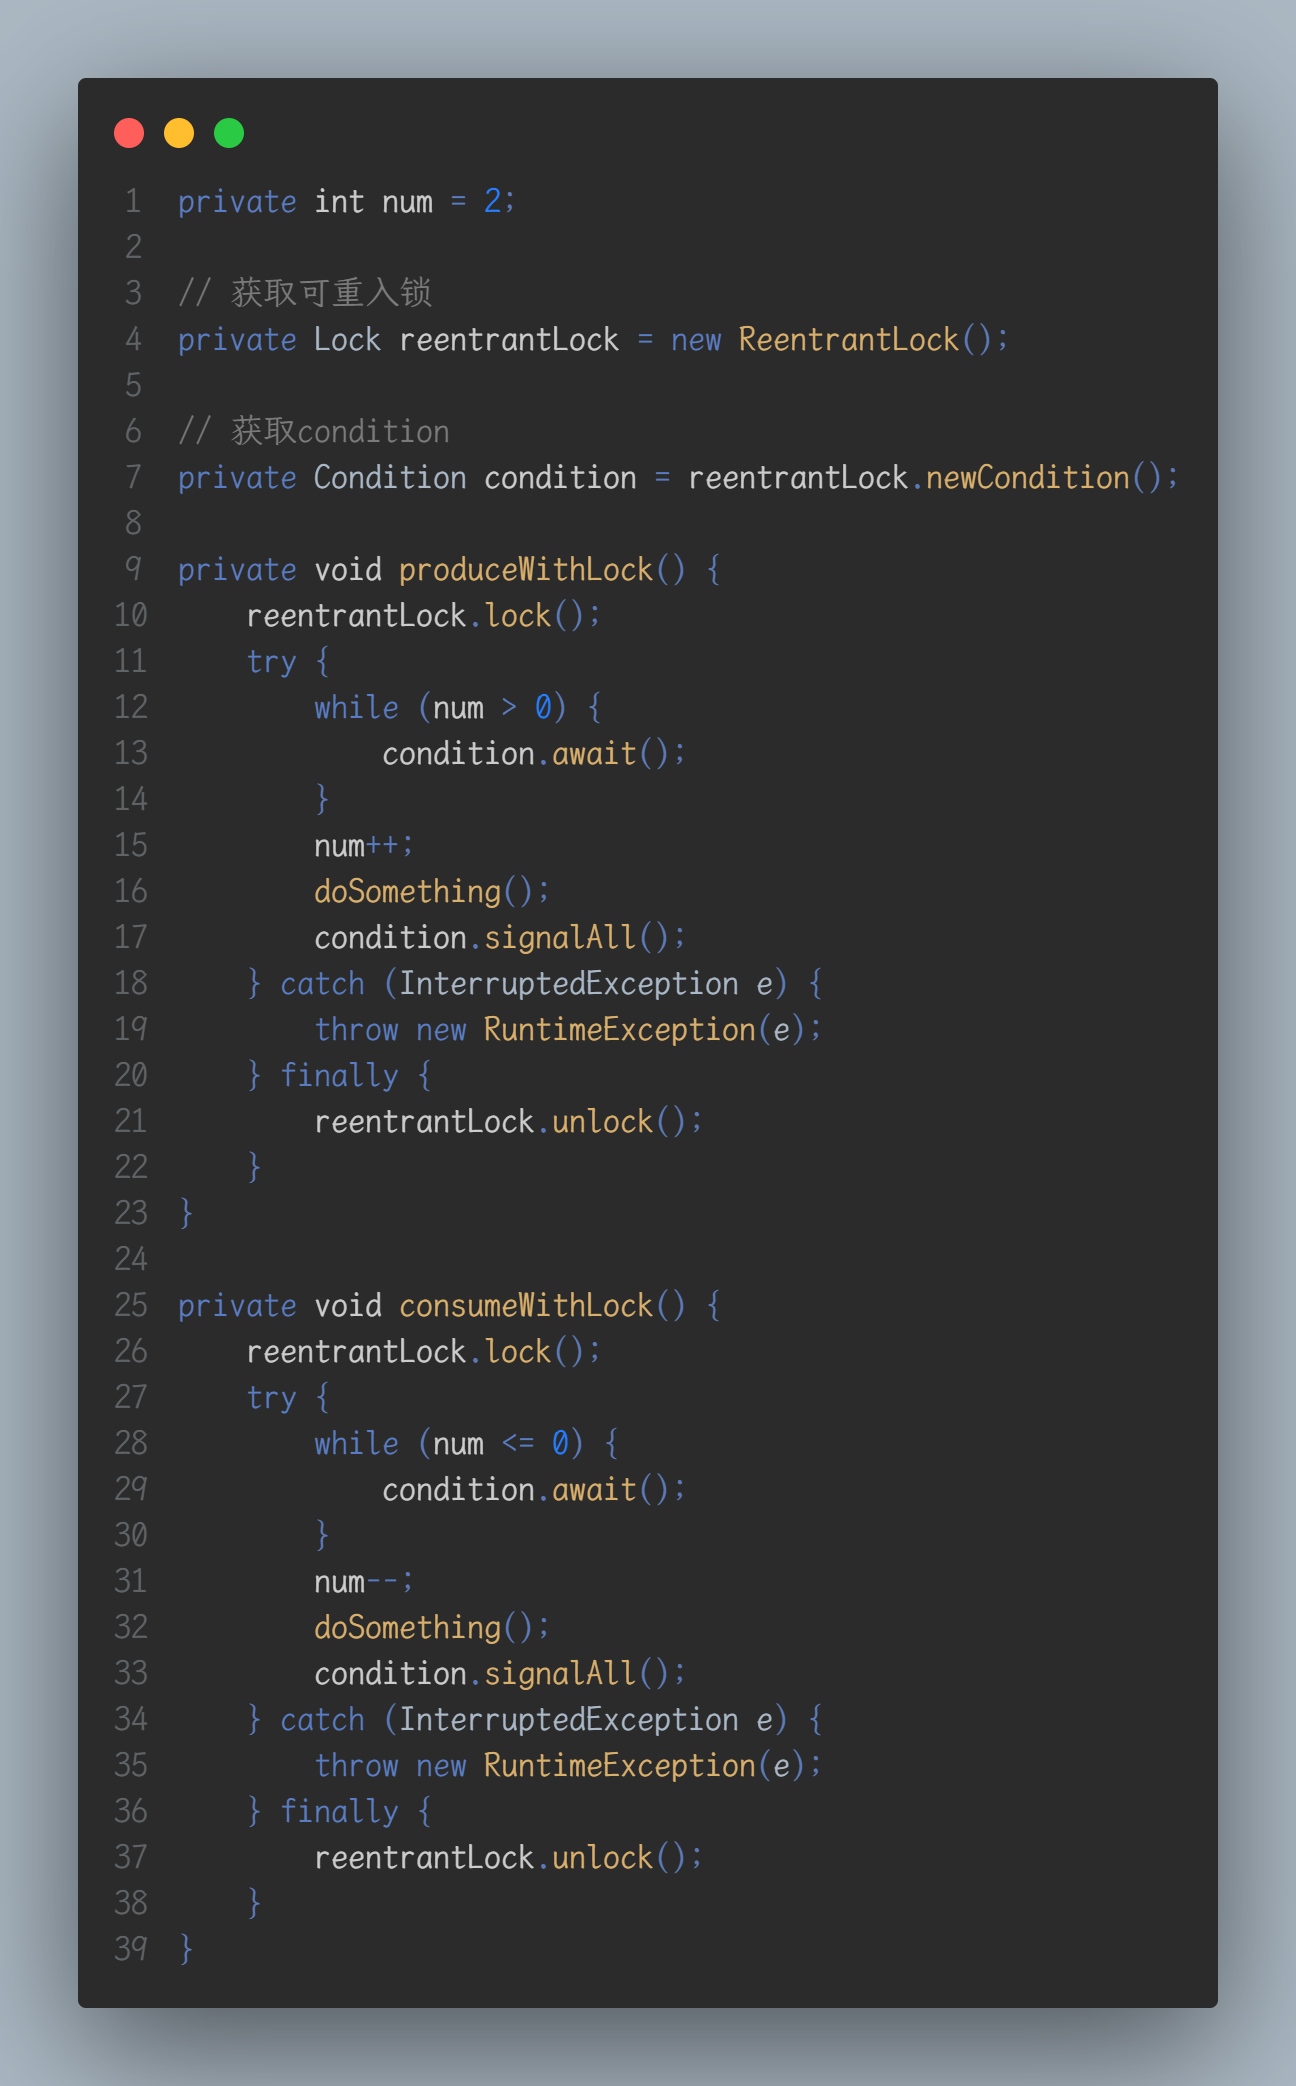 1 private int num = 2;
2
3 // 获取可重入锁
4 private Lock reentrantLock = new ReentrantLock();
5
6 // 获取condition
7 private Condition condition = reentrantLock.newCondition();
8
9 private void produceWithLock() {
10     reentrantLock.lock();
11     try {
12         while (num > 0) {
13             condition.await();
14         }
15         num++;
16         doSomething();
17         condition.signalAll();
18     } catch (InterruptedException e) {
19         throw new RuntimeException(e);
20     } finally {
21         reentrantLock.unlock();
22     }
23 }
24
25 private void consumeWithLock() {
26     reentrantLock.lock();
27     try {
28         while (num <= 0) {
29             condition.await();
30         }
31         num--;
32         doSomething();
33         condition.signalAll();
34     } catch (InterruptedException e) {
35         throw new RuntimeException(e);
36     } finally {
37         reentrantLock.unlock();
38     }
39 }